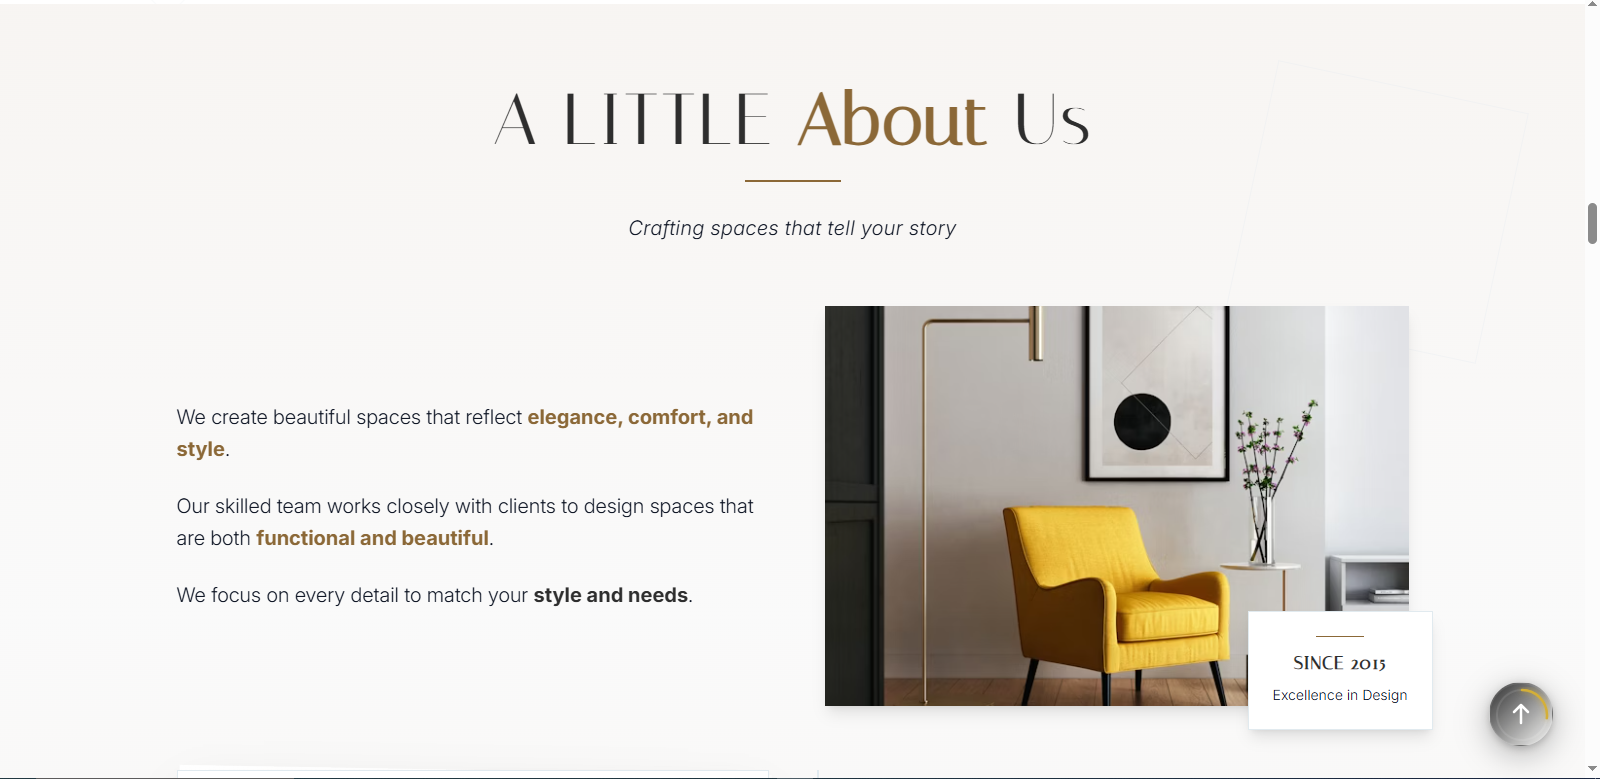 A LITTLE About Us
Crafting spaces that tell your story
We create beautiful spaces that reflect elegance, comfort, and
style.
Our skilled team works closely with clients to design spaces that
are both functional and beautiful.
We focus on every detail to match your style and needs.
SINCE 2015
Excellence in Design